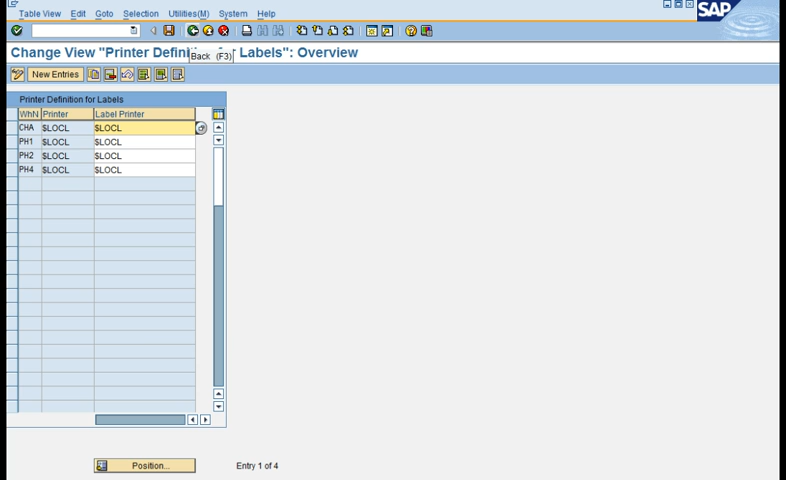 Table View Edit Goto Selection Utilities(M) System Help
SAP
Change View "Printer Defini r Labels": Overview
Back (F3)
New Entries
Printer Definition for Labels
WhN Printer Label Printer
CHA $LOCL $LOCL
PH1 $LOCL $LOCL
PH2 $LOCL $LOCL
PH4 $LOCL $LOCL
Position... Entry 1 of 4